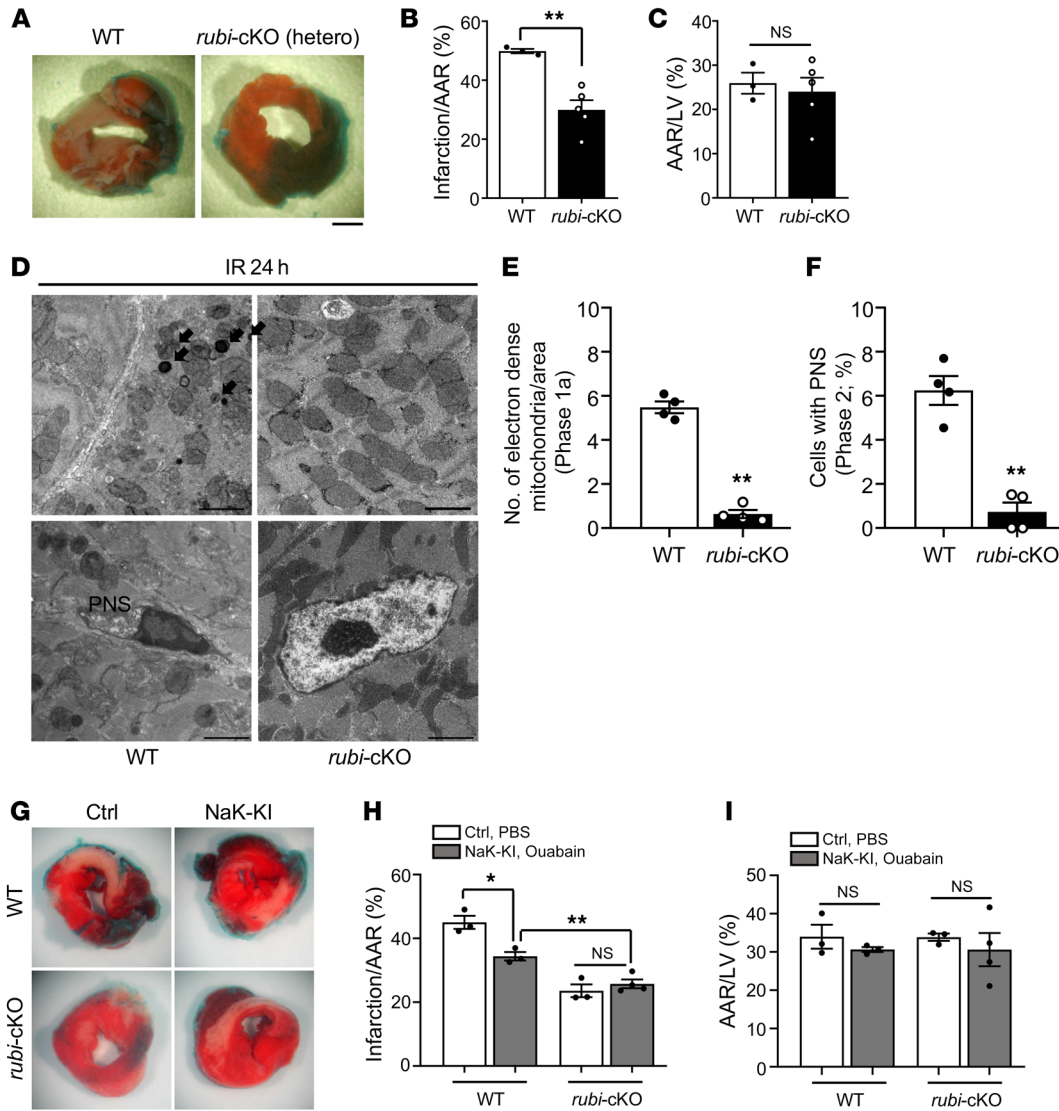 A
WT
rubi-cKO (hetero)
B
Infarction/AAR (%)
60
40
20
0
**
WT
rubi-cKO
C
AAR/LV (%)
40
30
20
10
0
NS
WT
rubi-cKO
D
IR 24 h
PNS
WT
rubi-cKO
E
No. of electron dense
mitochondria/area
(Phase 1a)
10
8
6
4
2
0
**
WT
rubi-cKO
F
Cells with PNS
(Phase 2; %)
10
8
6
4
2
0
**
WT
rubi-cKO
G
Ctrl
NaK-KI
WT
rubi-cKO
H
Ctrl, PBS
NaK-KI, Ouabain
Infarction/AAR (%)
60
40
20
0
*
**
NS
WT
rubi-cKO
I
Ctrl, PBS
NaK-KI, Ouabain
AAR/LV (%)
50
40
30
20
10
0
NS
NS
WT
rubi-cKO